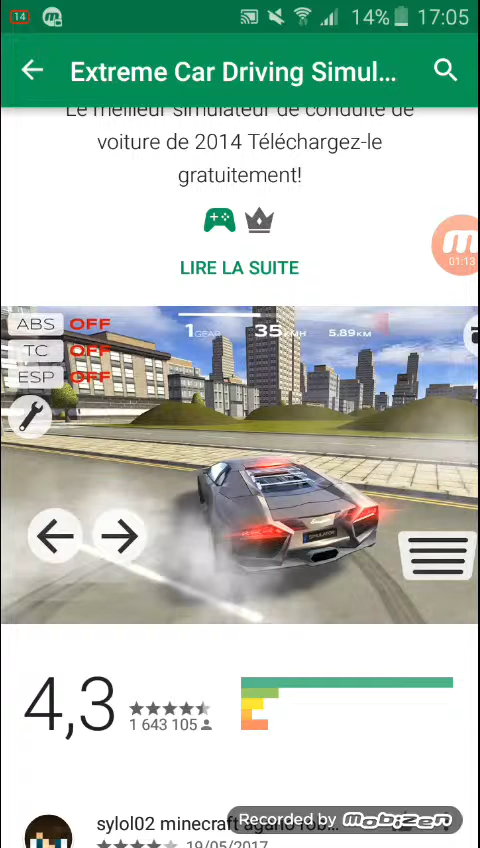 14
14% 17:05
Extreme Car Driving Simul...
Le meilleur simulateur de conduite de
voiture de 2014 Téléchargez-le
gratuitement!
01:13
LIRE LA SUITE
ABS OFF
1 GEAR 35 KMH 5.89 KM
TC OFF
ESP OFF
SIMULATOR
4,3
1 643 105
sylol02 minecraft
Recorded by MOBIZEN
19/05/2017